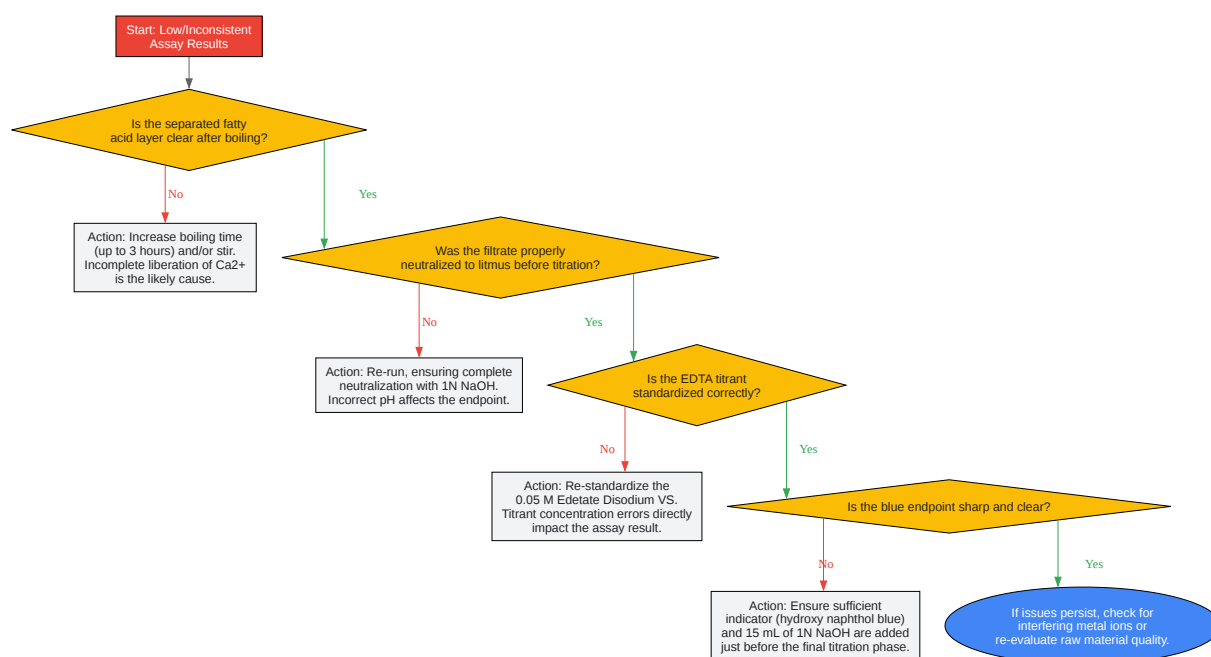 Start: Low/Inconsistent
Assay Results
Is the separated fatty
acid layer clear after boiling?
No
Yes
Action: Increase boiling time
(up to 3 hours) and/or stir.
Incomplete liberation of Ca2+
is the likely cause.
Was the filtrate properly
neutralized to litmus before titration?
No
Yes
Action: Re-run, ensuring complete
neutralization with 1N NaOH.
Incorrect pH affects the endpoint.
Is the EDTA titrant
standardized correctly?
No
Yes
Action: Re-standardize the
0.05 M Edetate Disodium VS.
Titrant concentration errors directly
impact the assay result.
Is the blue endpoint sharp and clear?
No
Yes
Action: Ensure sufficient
indicator (hydroxy naphthol blue)
and 15 mL of 1N NaOH are added
just before the final titration phase.
If issues persist, check for
interfering metal ions or
re-evaluate raw material quality.